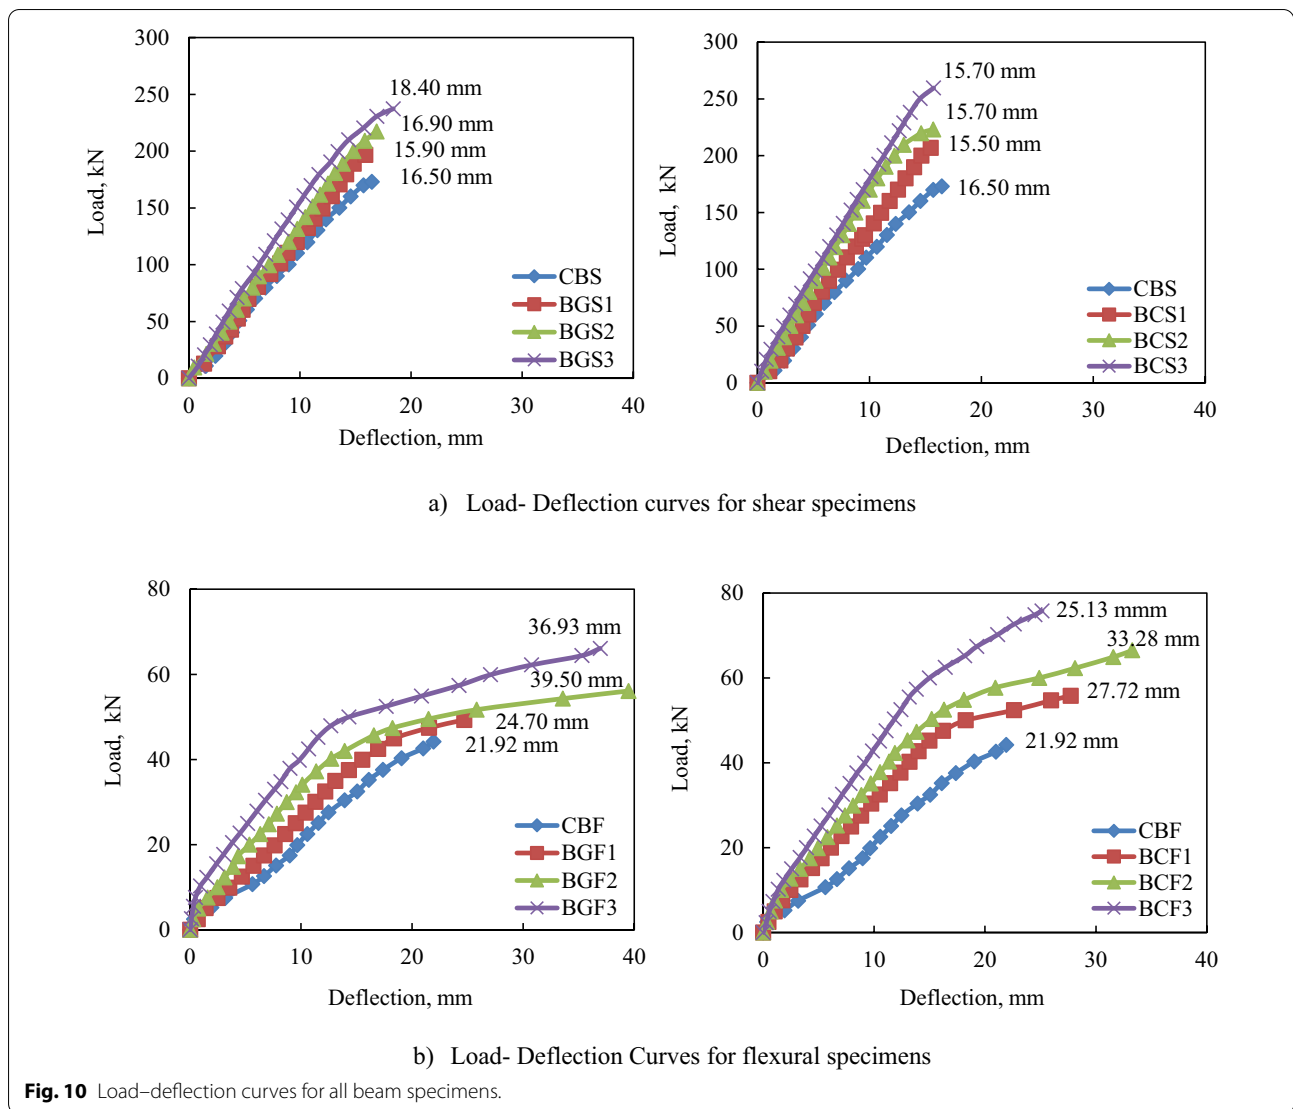 300
250
200
150
100
50
0
0
10
20
30
40
Load, kN
Deflection, mm
18.40 mm
16.90 mm
15.90 mm
16.50 mm
CBS
BGS1
BGS2
BGS3
300
250
200
150
100
50
0
0
10
20
30
40
Load, kN
Deflection, mm
15.70 mm
15.70 mm
15.50 mm
16.50 mm
CBS
BCS1
BCS2
BCS3
a) Load- Deflection curves for shear specimens
80
60
40
20
0
0
10
20
30
40
Load, kN
Deflection, mm
36.93 mm
39.50 mm
24.70 mm
21.92 mm
CBF
BGF1
BGF2
BGF3
80
60
40
20
0
0
10
20
30
40
Load, kN
Deflection, mm
25.13 mmm
33.28 mm
27.72 mm
21.92 mm
CBF
BCF1
BCF2
BCF3
b) Load- Deflection Curves for flexural specimens
Fig. 10 Load–deflection curves for all beam specimens.